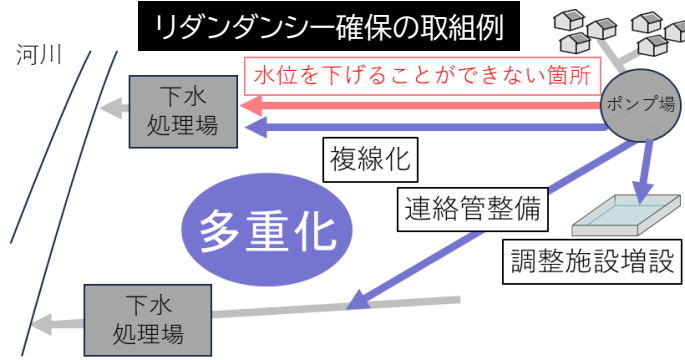 リダンダンシー確保の取組例
河川
水位を下げることができない箇所
下水
処理場
ポンプ場
複線化
連絡管整備
多重化
調整施設増設
下水
処理場